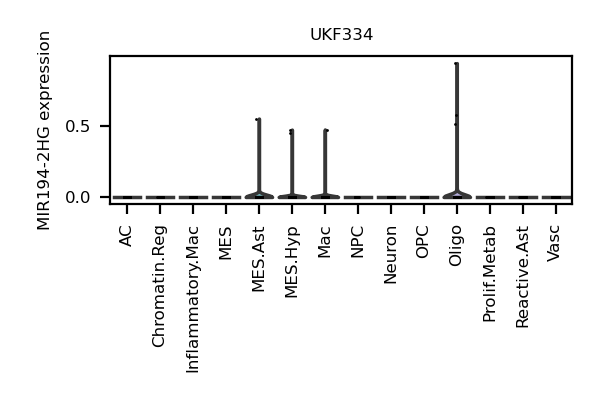 UKF334
MIR194-2HG expression
0.5
0.0
AC
Chromatin.Reg
Inflammatory.Mac
MES
MES.Ast
MES.Hyp
Mac
NPC
Neuron
OPC
Oligo
Prolif.Metab
Reactive.Ast
Vasc